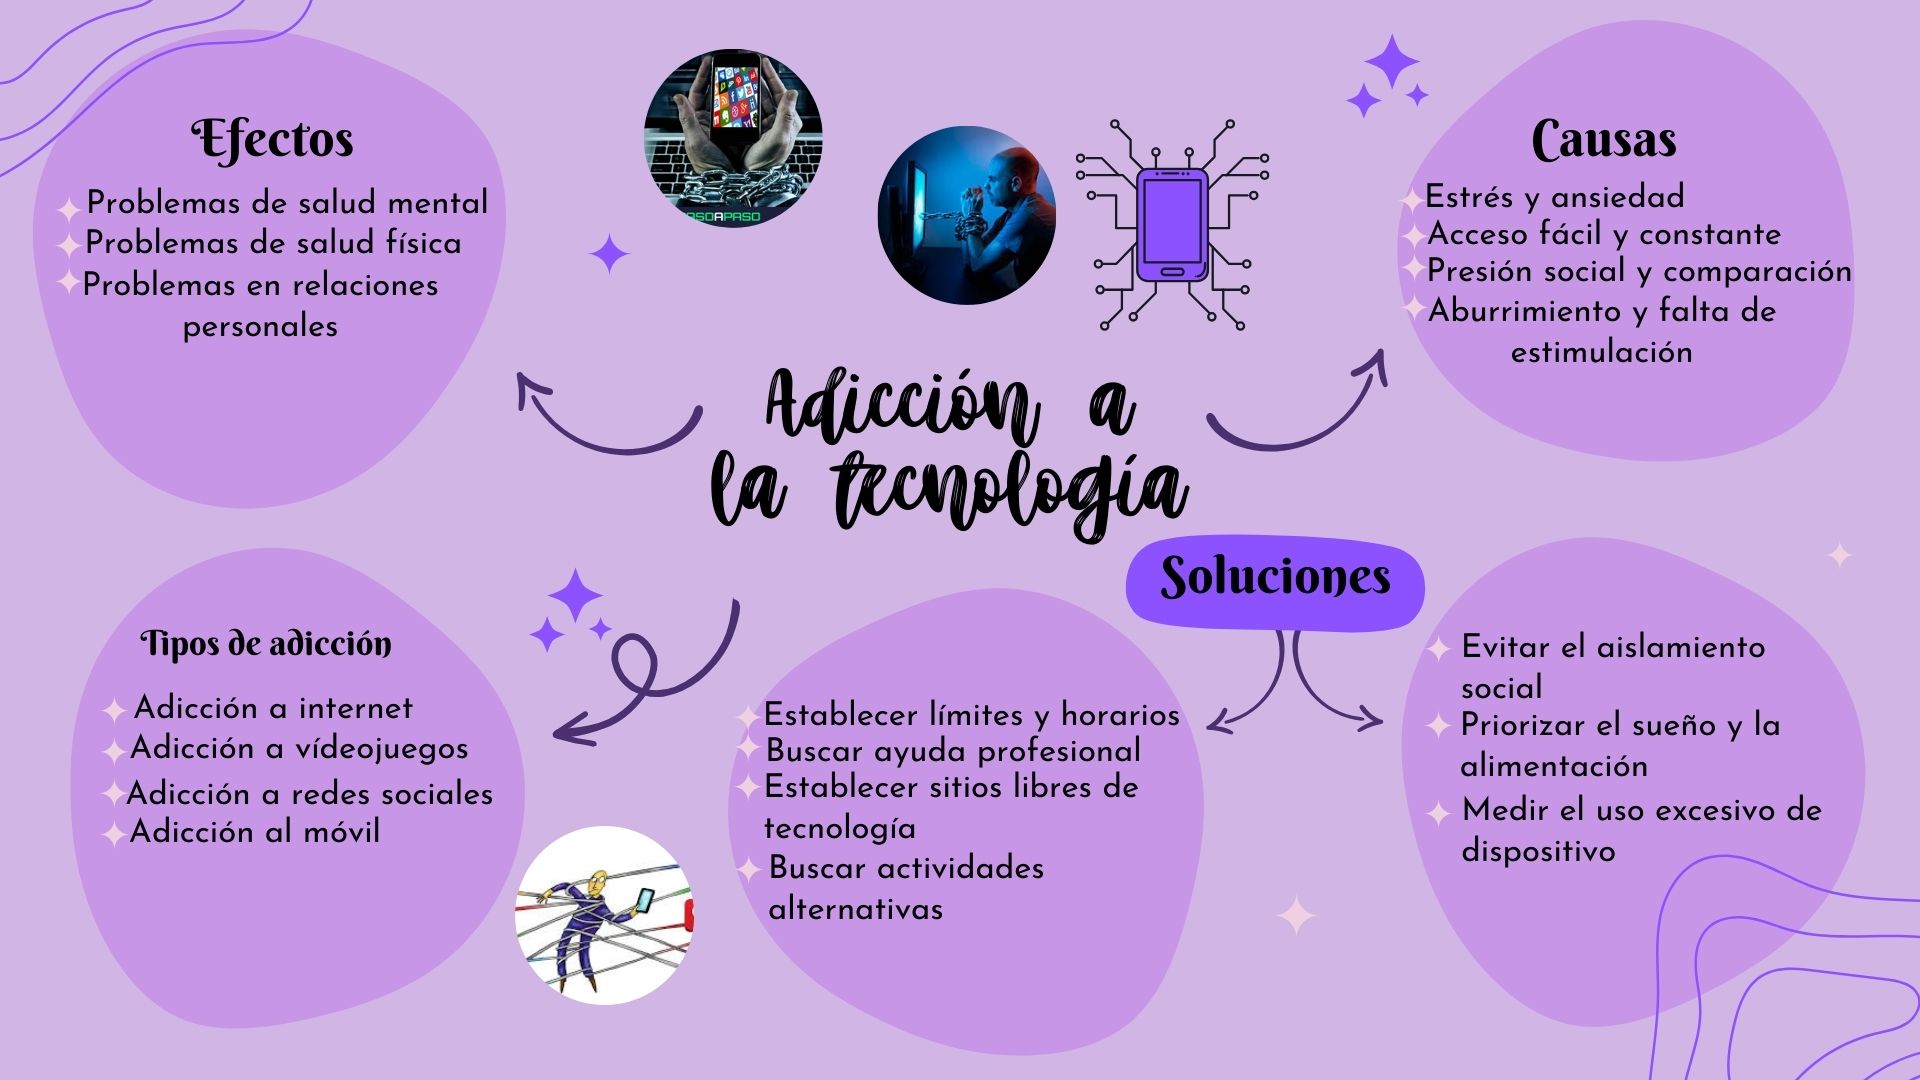 Efectos
Problemas de salud mental
Problemas de salud física
Problemas en relaciones
personales
Causas
Estrés y ansiedad
Acceso fácil y constante
Presión social y comparación
Aburrimiento y falta de
estimulación
Adicción a
la tecnología
Soluciones
Tipos de adicción
Adicción a internet
Adicción a vídeojuegos
Adicción a redes sociales
Adicción al móvil
Establecer límites y horarios
Buscar ayuda profesional
Establecer sitios libres de
tecnología
Buscar actividades
alternativas
Evitar el aislamiento
social
Priorizar el sueño y la
alimentación
Medir el uso excesivo de
dispositivo